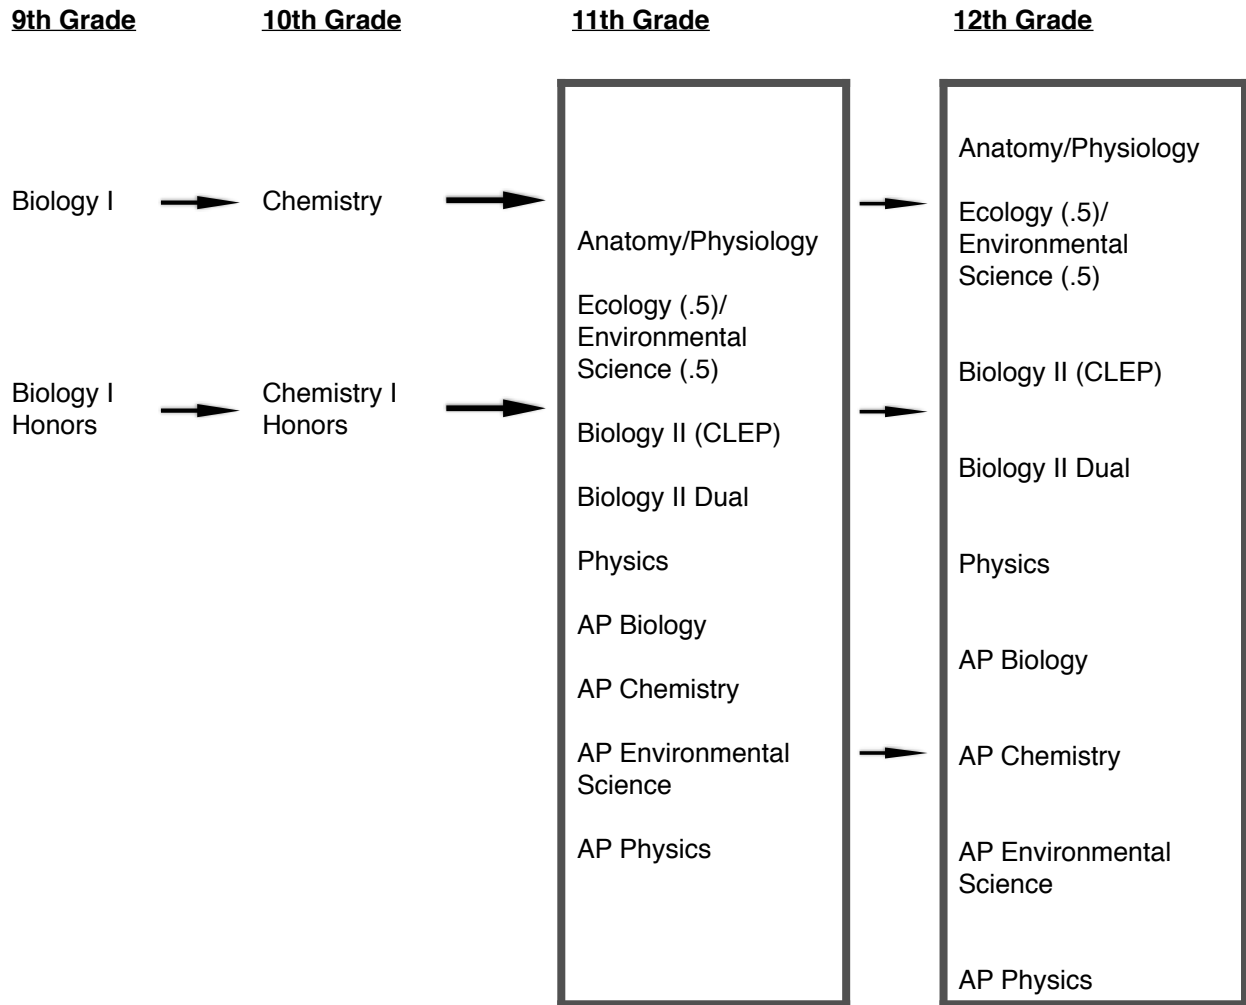 9th Grade
10th Grade
11th Grade
12th Grade
Biology I
Chemistry
Biology I
Honors
Chemistry I
Honors
Anatomy/Physiology
Ecology (.5)/
Environmental
Science (.5)
Biology II (CLEP)
Biology II Dual
Physics
AP Biology
AP Chemistry
AP Environmental
Science
AP Physics
Anatomy/Physiology
Ecology (.5)/
Environmental
Science (.5)
Biology II (CLEP)
Biology II Dual
Physics
AP Biology
AP Chemistry
AP Environmental
Science
AP Physics